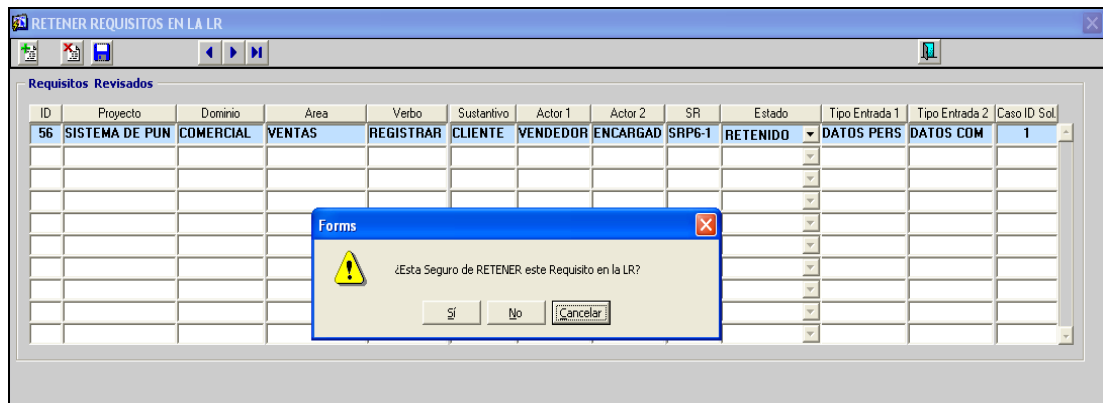 RETENER REQUISITOS EN LA LR
Requisitos Revisados
ID Proyecto Dominio Area Verbo Sustantivo Actor 1 Actor 2 SR Estado Tipo Entrada 1 Tipo Entrada 2 Caso ID Sol.
56 SISTEMA DE PUN COMERCIAL VENTAS REGISTRAR CLIENTE VENDEDOR ENCARGAD SRP6-1 RETENIDO DATOS PERS DATOS COM 1
Forms
¿Esta Seguro de RETENER este Requisito en la LR?
Sí No Cancelar